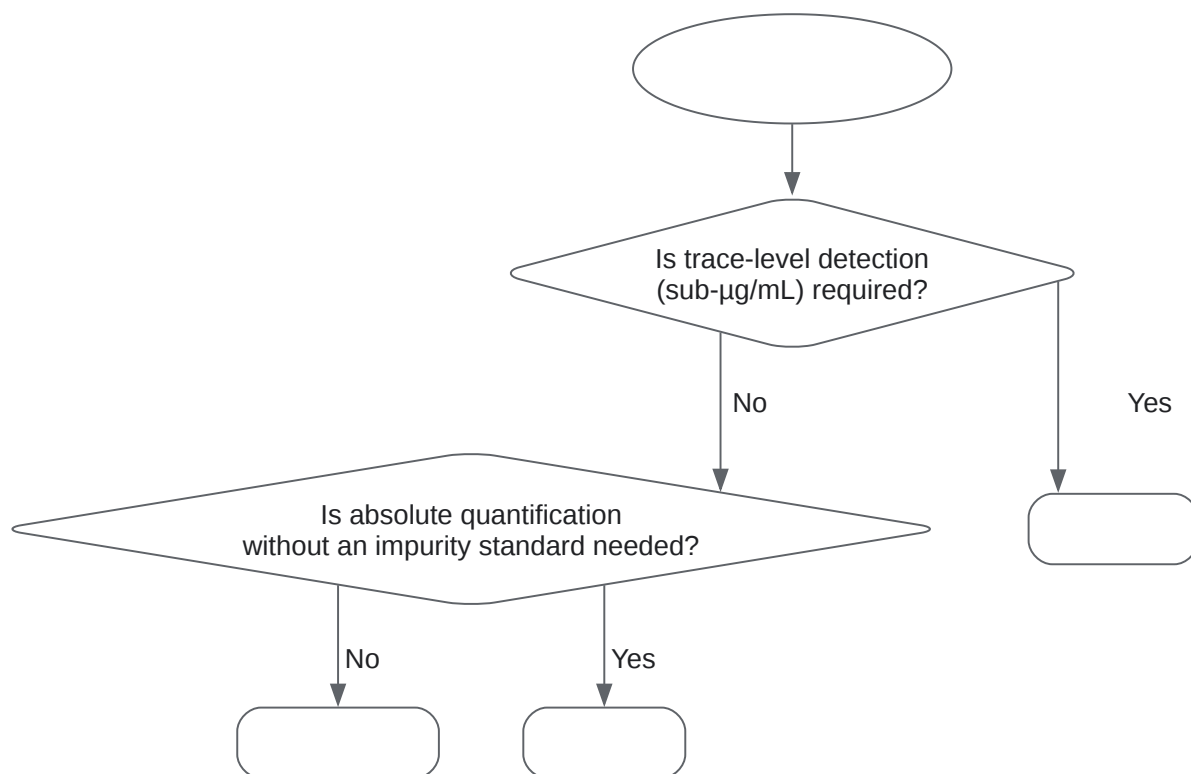 Is trace-level detection
(sub-µg/mL) required?
No
Yes
Is absolute quantification
without an impurity standard needed?
No
Yes